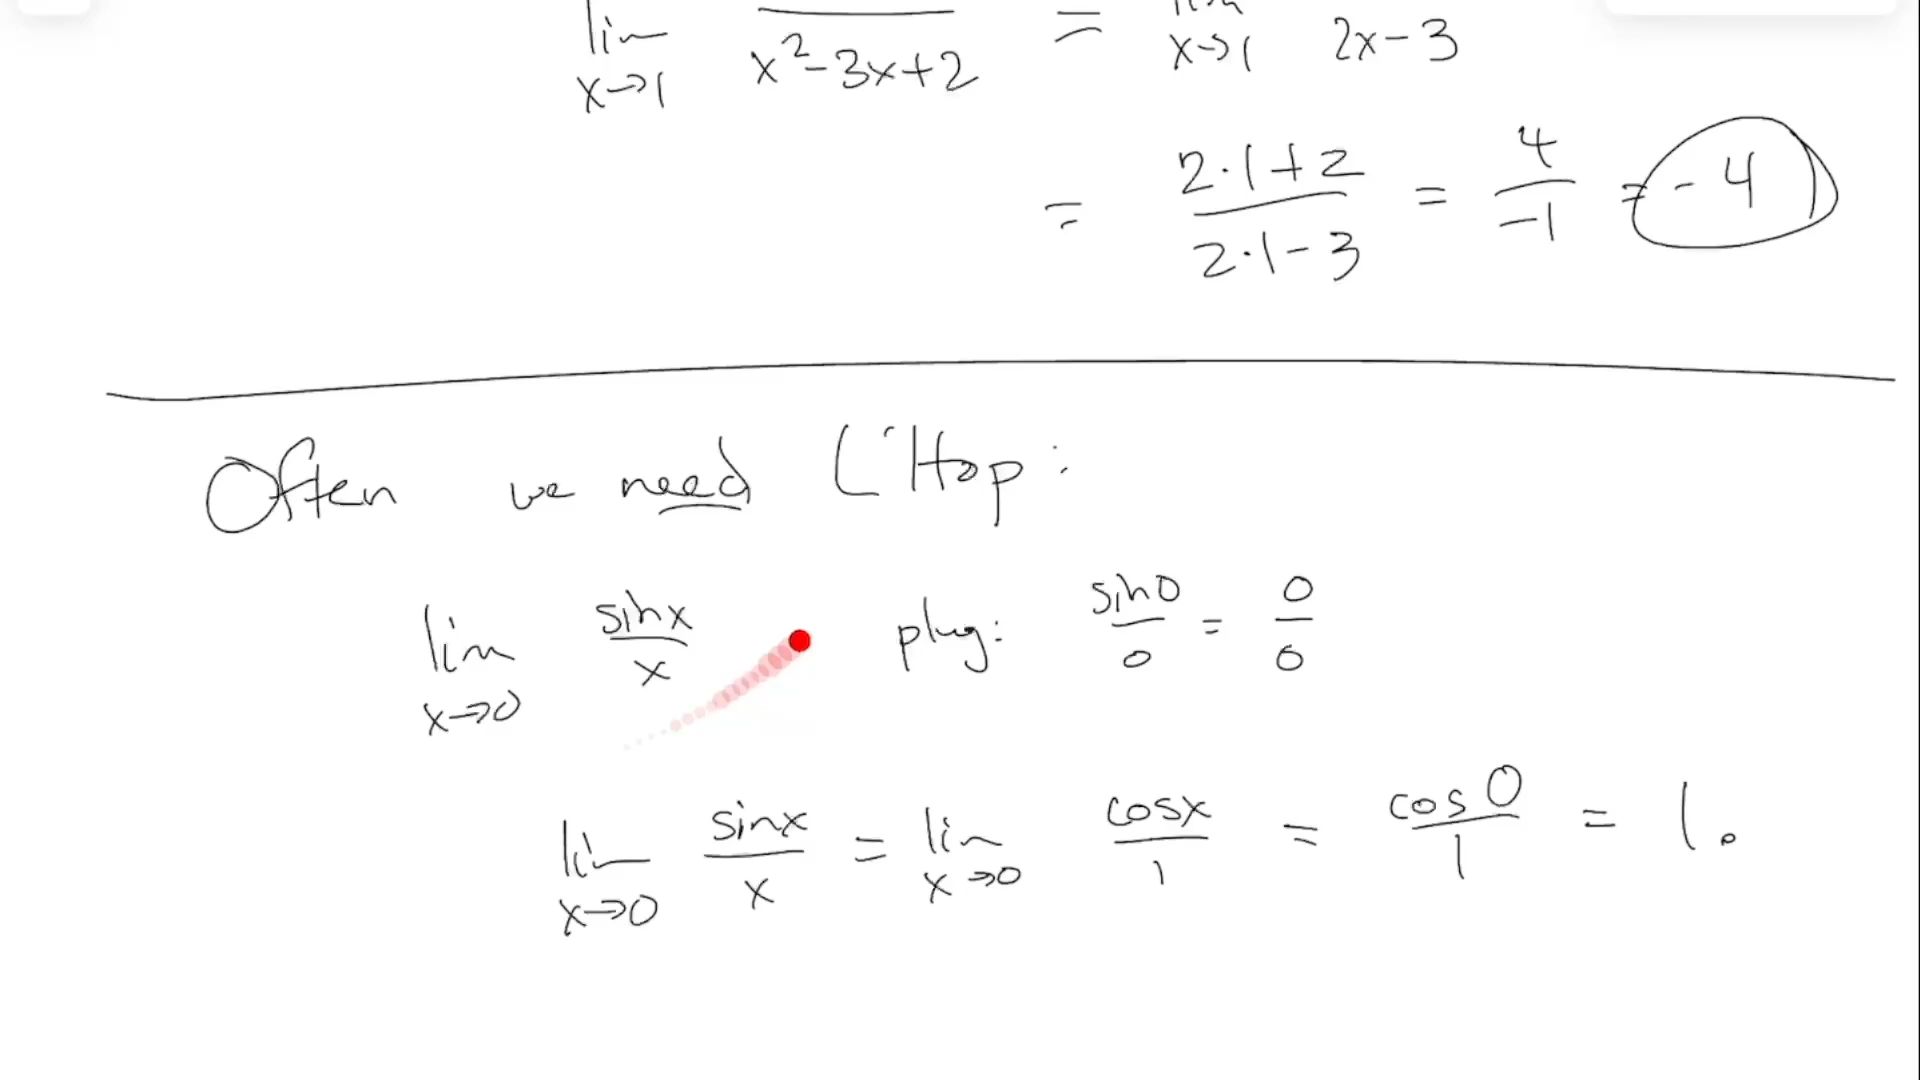 lim x→1 / x²-3x+2 = lim x→1 / 2x-3
= 2·1+2 / 2·1-3 = 4 / -1 = -4
Often we need L'Hop:
lim x→0 sinx / x plug: sin0 / 0 = 0 / 0
lim x→0 sinx / x = lim x→0 cosx / 1 = cos0 / 1 = 1.